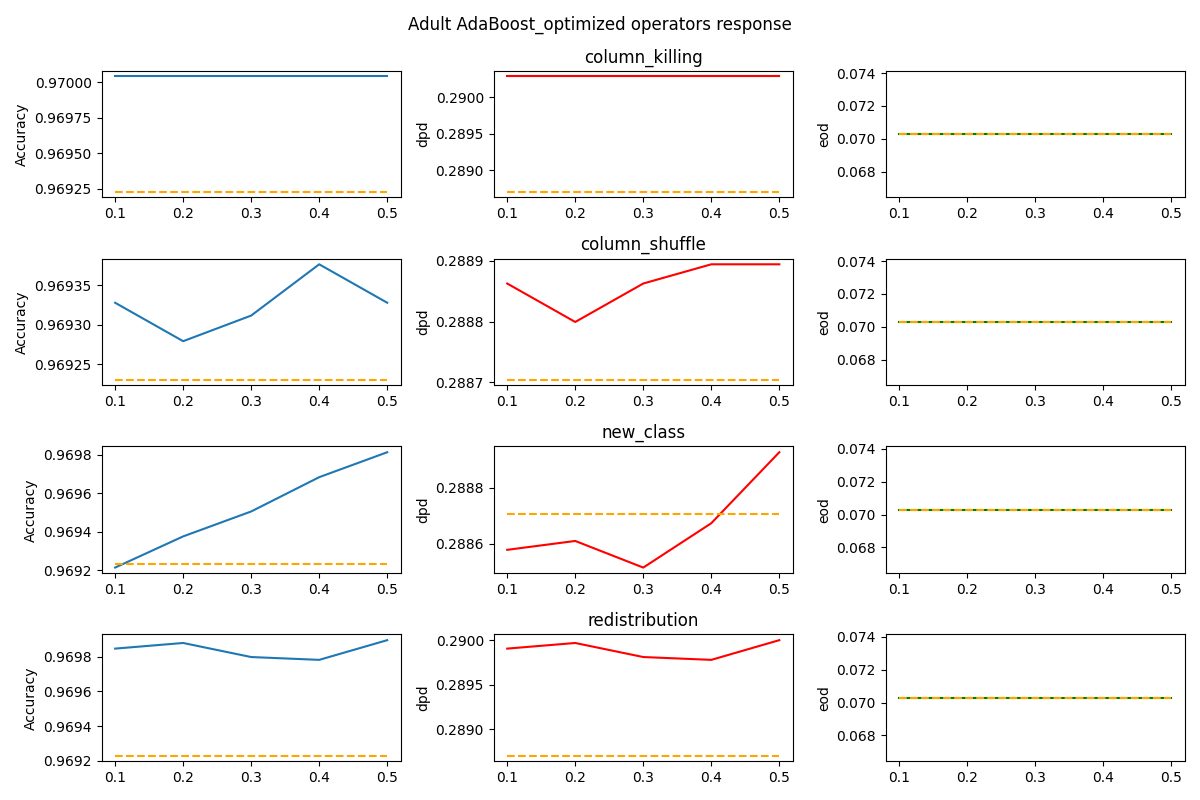 Adult AdaBoost_optimized operators response
column_killing
Accuracy
0.97000
0.96975
0.96950
0.96925
0.1 0.2 0.3 0.4 0.5
dpd
0.2900
0.2895
0.2890
0.1 0.2 0.3 0.4 0.5
eod
0.074
0.072
0.070
0.068
0.1 0.2 0.3 0.4 0.5
column_shuffle
Accuracy
0.96935
0.96930
0.96925
0.1 0.2 0.3 0.4 0.5
dpd
0.2889
0.2888
0.2887
0.1 0.2 0.3 0.4 0.5
eod
0.074
0.072
0.070
0.068
0.1 0.2 0.3 0.4 0.5
new_class
Accuracy
0.9698
0.9696
0.9694
0.9692
0.1 0.2 0.3 0.4 0.5
dpd
0.2888
0.2886
0.1 0.2 0.3 0.4 0.5
eod
0.074
0.072
0.070
0.068
0.1 0.2 0.3 0.4 0.5
redistribution
Accuracy
0.9698
0.9696
0.9694
0.9692
0.1 0.2 0.3 0.4 0.5
dpd
0.2900
0.2895
0.2890
0.1 0.2 0.3 0.4 0.5
eod
0.074
0.072
0.070
0.068
0.1 0.2 0.3 0.4 0.5